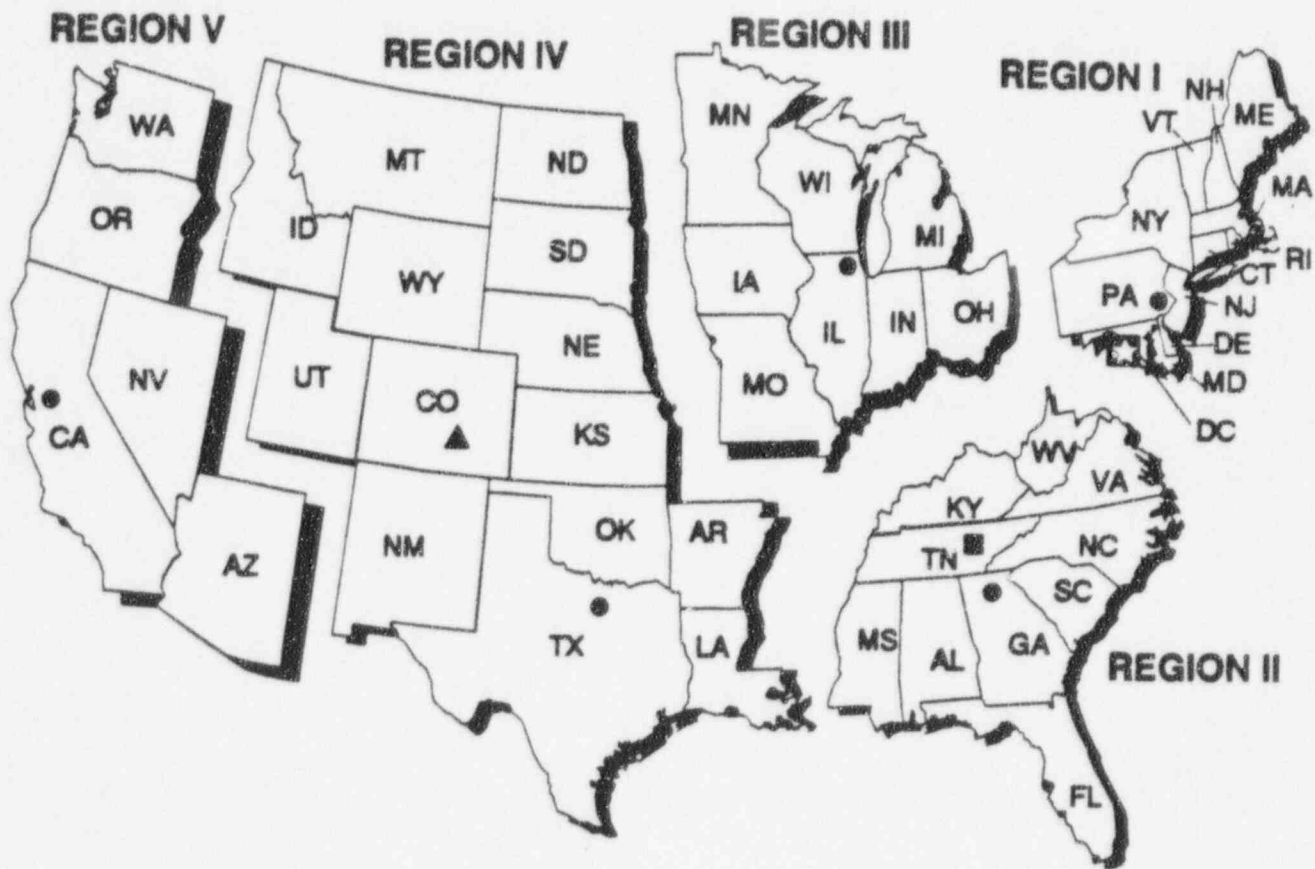 REGION V
REGION IV
REGION III
REGION I
WA
OR
CA
NV
AZ
MT
ND
ID
SD
WY
NE
UT
CO
KS
NM
OK
AR
TX
LA
MN
WI
MI
IA
IL
IN
OH
MO
NH
VT
ME
MA
NY
RI
CT
PA
NJ
DE
MD
DC
WV
VA
KY
TN
NC
SC
MS
AL
GA
REGION II
FL